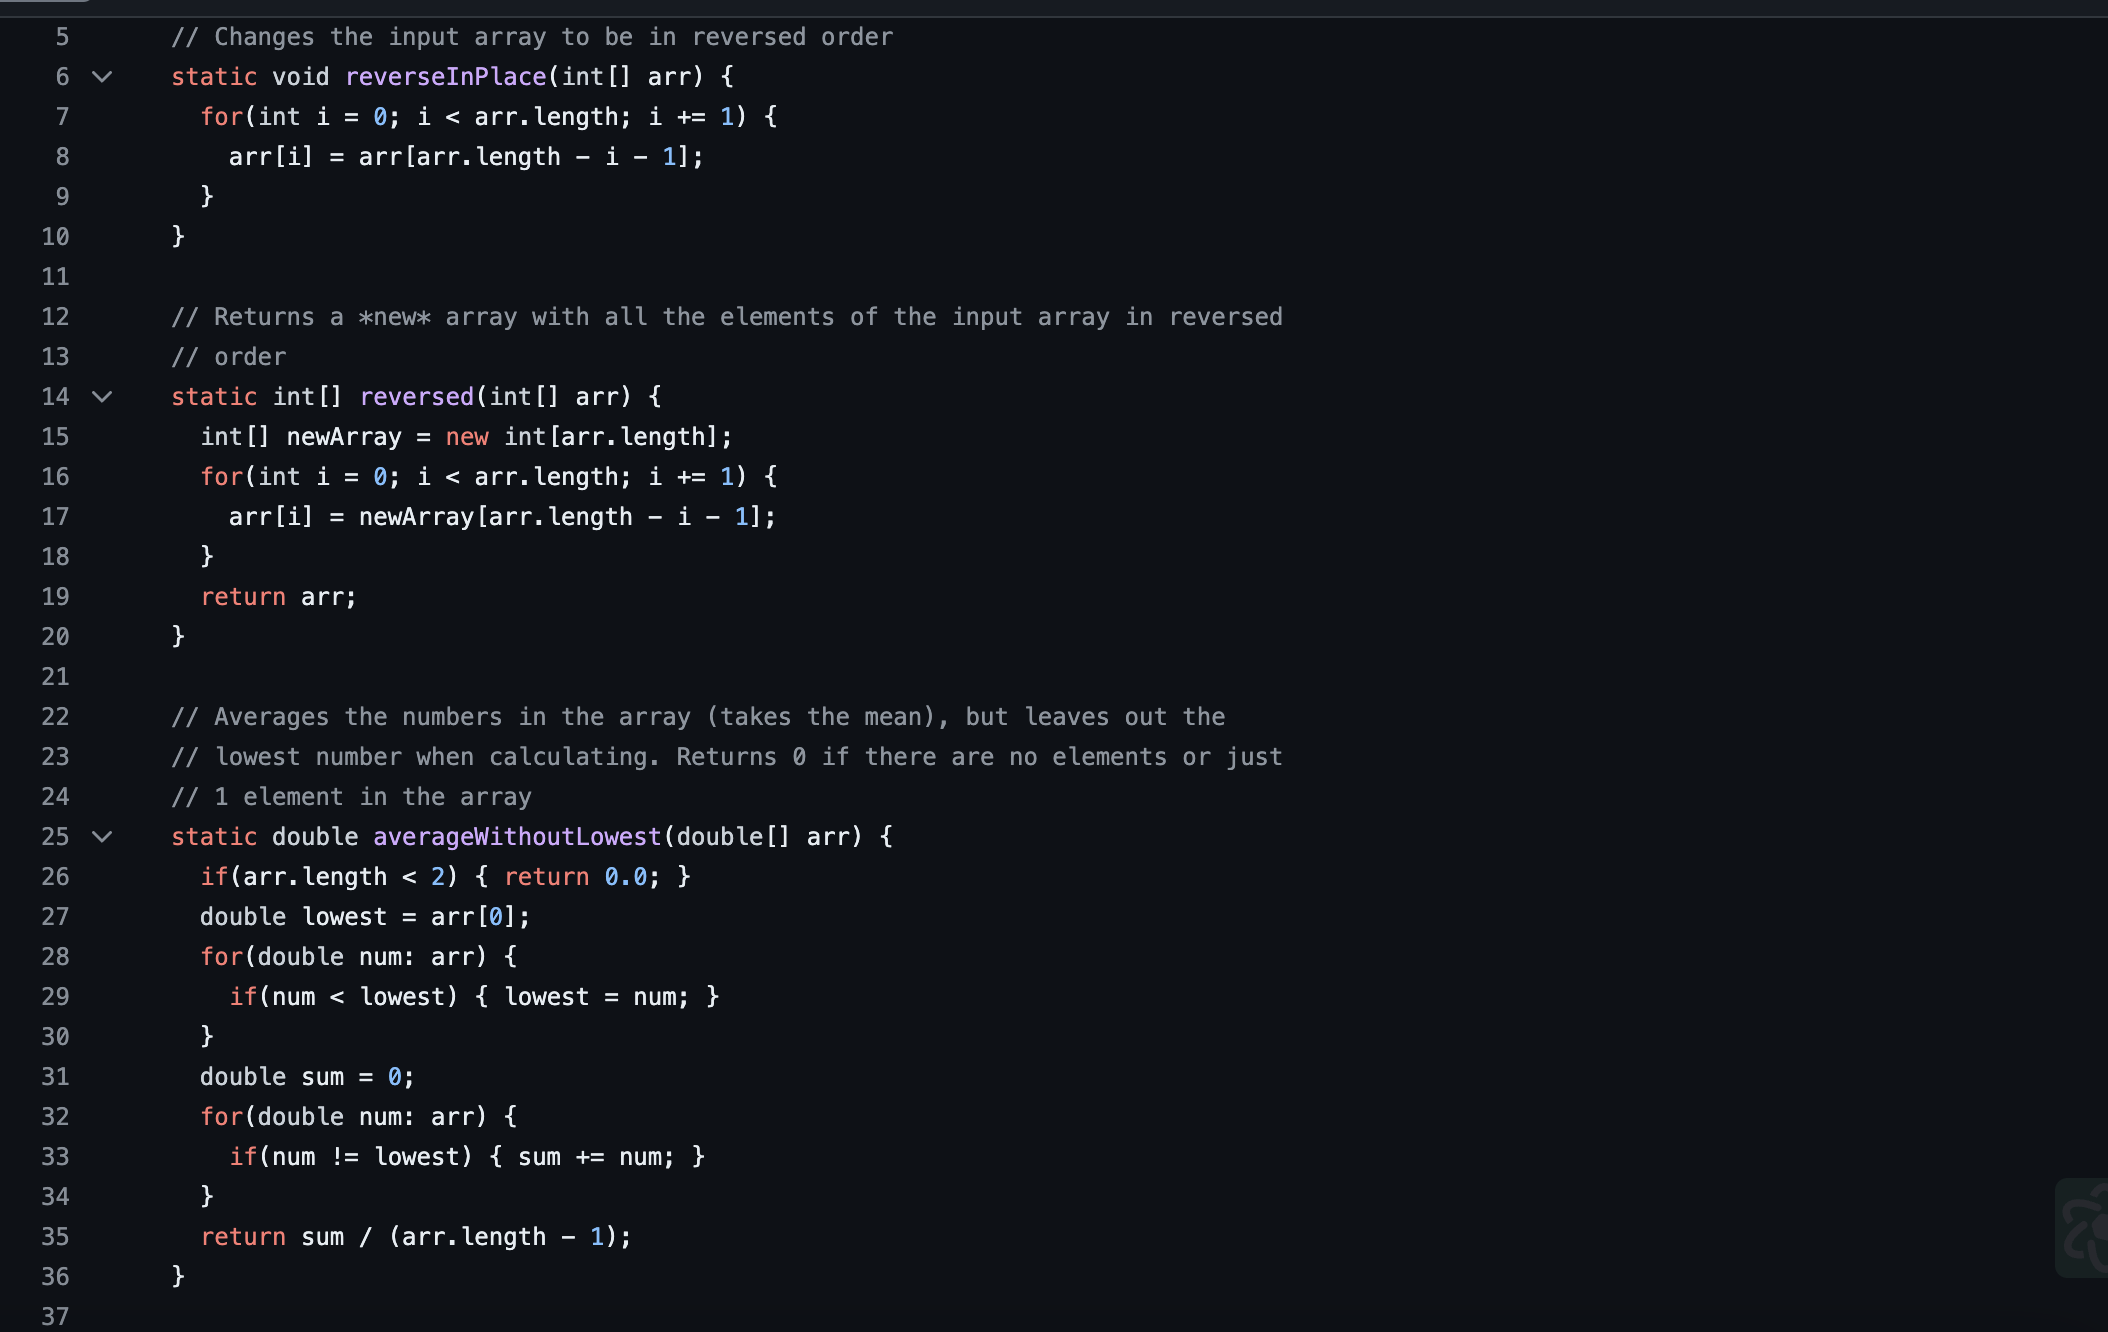 5 // Changes the input array to be in reversed order
6 static void reverseInPlace(int[] arr) {
7 for(int i = 0; i < arr.length; i += 1) {
8 arr[i] = arr[arr.length - i - 1];
9 }
10 }
11
12 // Returns a *new* array with all the elements of the input array in reversed
13 // order
14 static int[] reversed(int[] arr) {
15 int[] newArray = new int[arr.length];
16 for(int i = 0; i < arr.length; i += 1) {
17 arr[i] = newArray[arr.length - i - 1];
18 }
19 return arr;
20 }
21
22 // Averages the numbers in the array (takes the mean), but leaves out the
23 // lowest number when calculating. Returns 0 if there are no elements or just
24 // 1 element in the array
25 static double averageWithoutLowest(double[] arr) {
26 if(arr.length < 2) { return 0.0; }
27 double lowest = arr[0];
28 for(double num: arr) {
29 if(num < lowest) { lowest = num; }
30 }
31 double sum = 0;
32 for(double num: arr) {
33 if(num != lowest) { sum += num; }
34 }
35 return sum / (arr.length - 1);
36 }
37